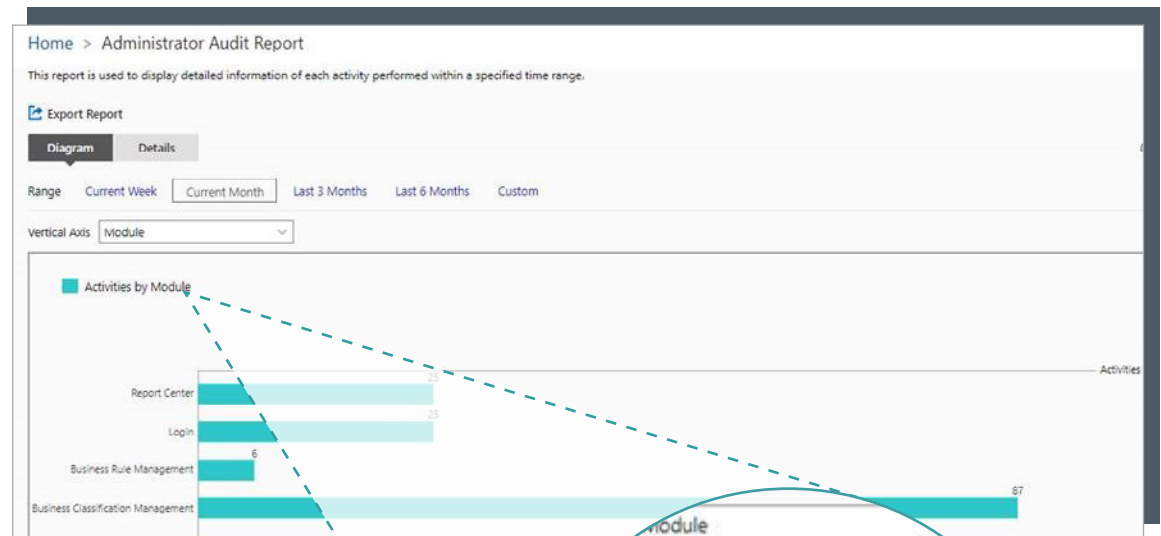 Home > Administrator Audit Report
This report is used to display detailed information of each activity performed within a specified time range.
Export Report
Diagram Details
Range Current Week Current Month Last 3 Months Last 6 Months Custom
Vertical Axis Module
Activities by Module
Activities
25
Report Center
25
Login
6
Business Rule Management
87
Business Classification Management
Module